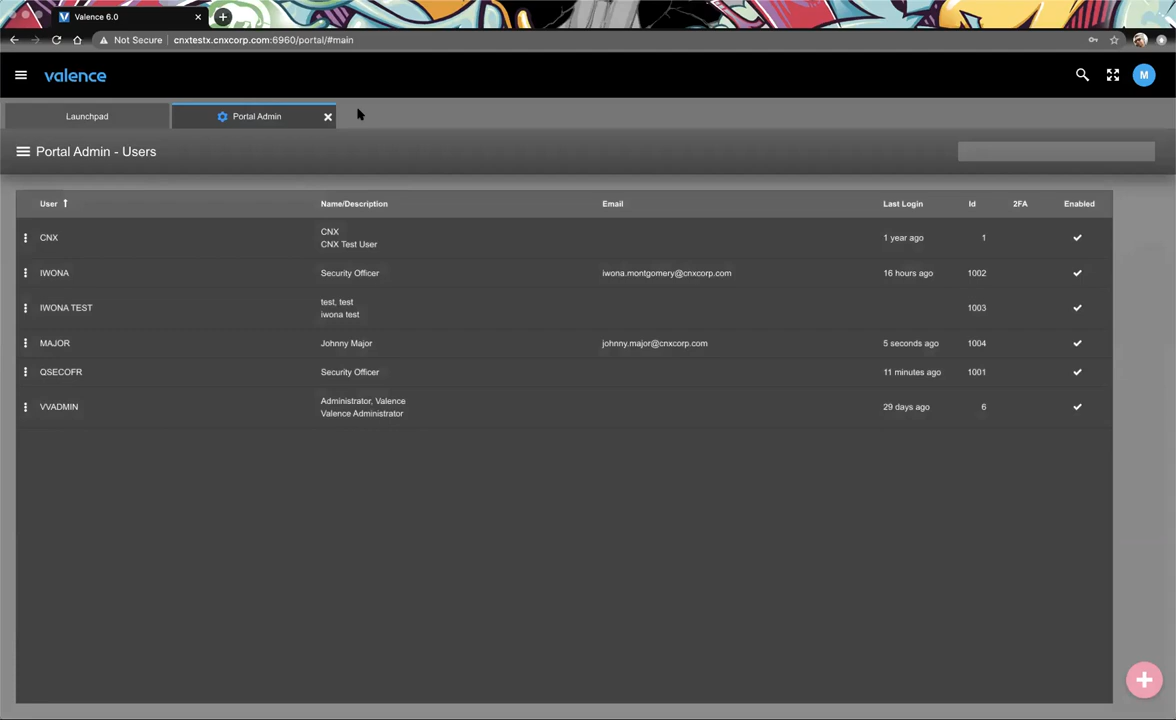 Valence 6.0
Not Secure cnxtestx.cnxcorp.com:6960/portal/#main
valence
M
Launchpad
Portal Admin
Portal Admin - Users
User Name/Description Email Last Login Id 2FA Enabled
CNX CNX 1 year ago 1
CNX Test User
IWONA Security Officer iwona.montgomery@cnxcorp.com 16 hours ago 1002
IWONA TEST test, test 1003
iwona test
MAJOR Johnny Major johnny.major@cnxcorp.com 5 seconds ago 1004
QSECOFR Security Officer 11 minutes ago 1001
VVADMIN Administrator, Valence 29 days ago 6
Valence Administrator